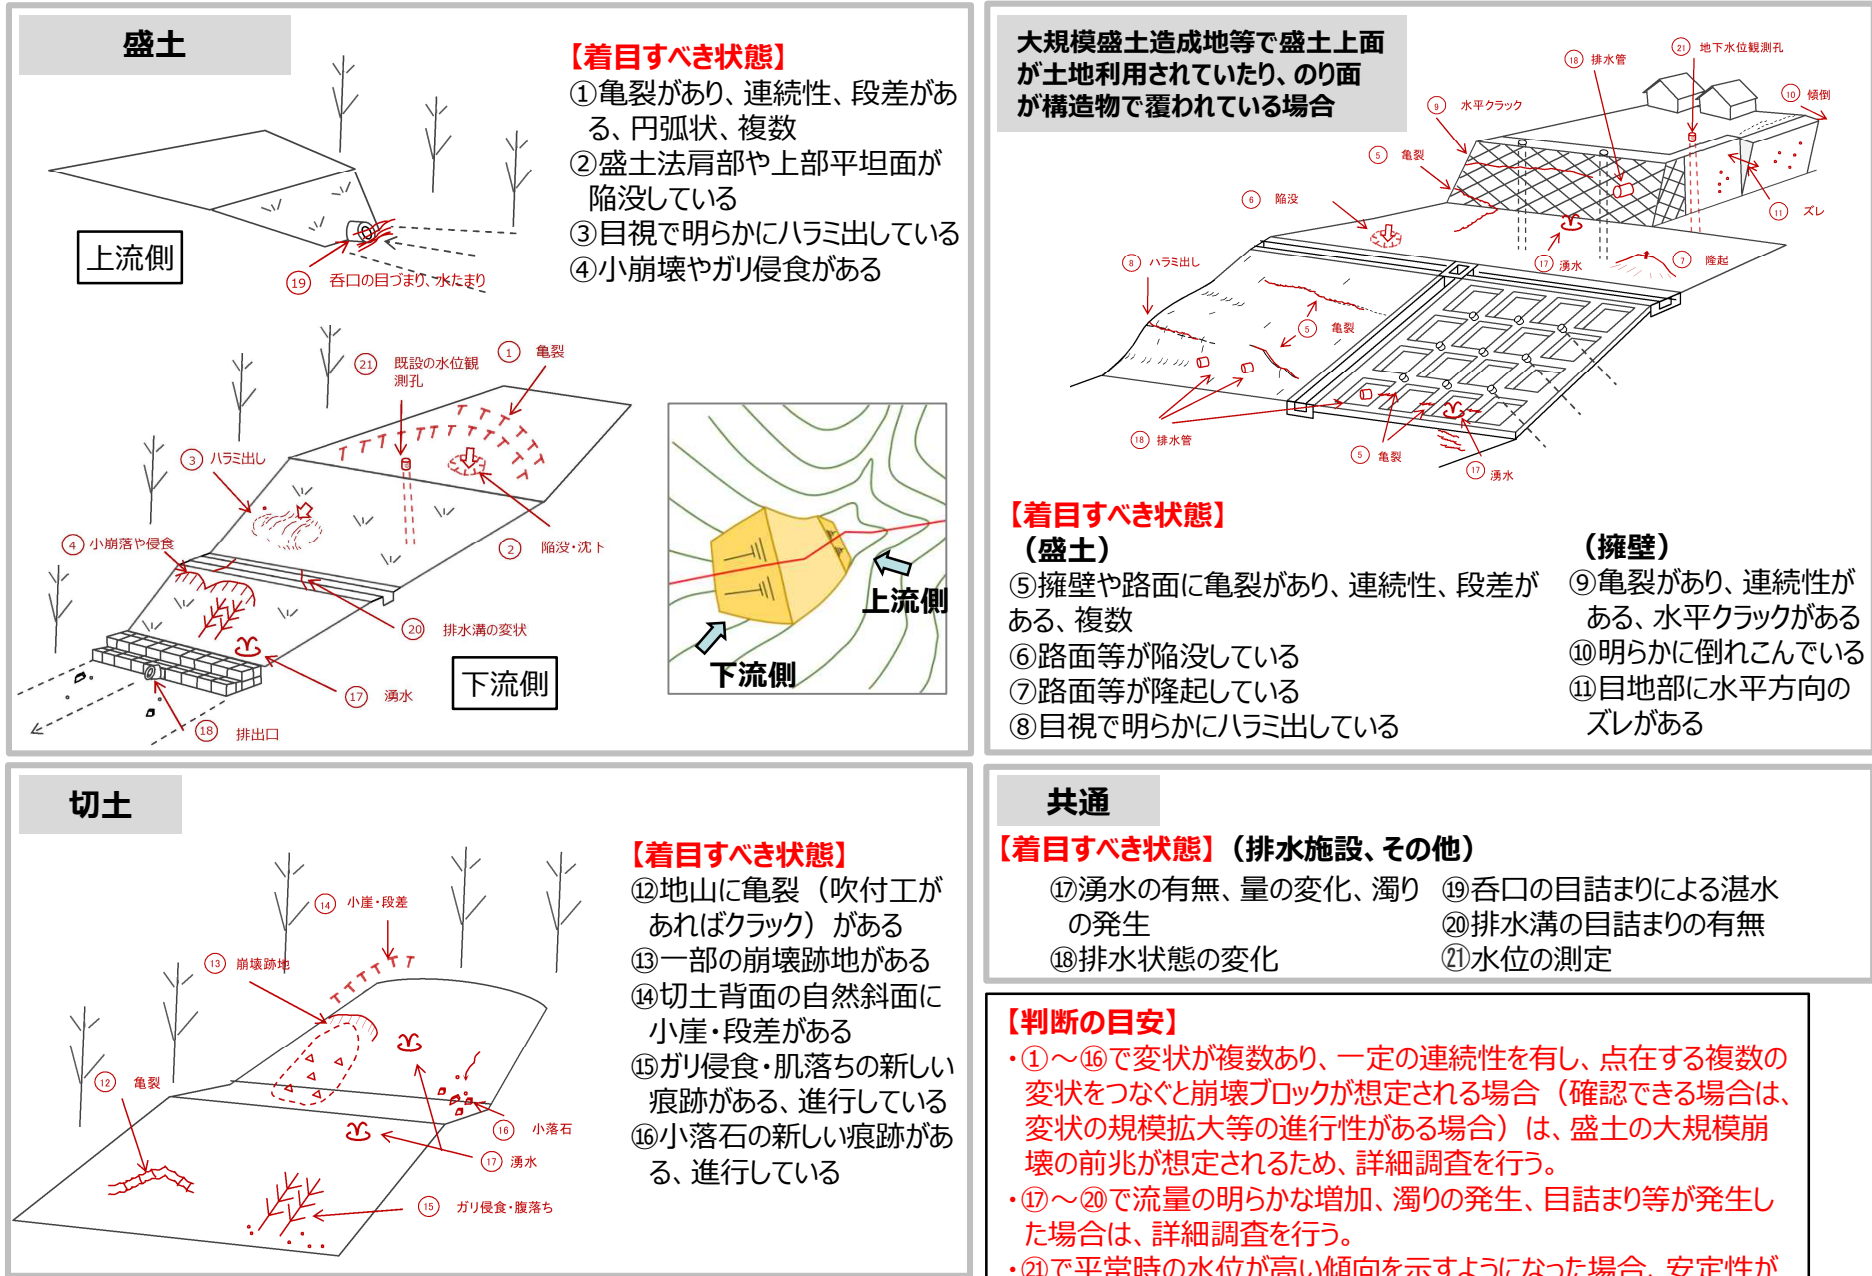 盛土
【着目すべき状態】
①亀裂があり、連続性、段差があ
る、円弧状、複数
②盛土法肩部や上部平坦面が
陥没している
③目視で明らかにハラミ出している
④小崩壊やガリ侵食がある
上流側
⑲ 呑口の目づまり、水たまり
㉑ 既設の水位観
測孔
① 亀裂
③ ハラミ出し
④ 小崩落や侵食
② 陥没・沈下
⑳ 排水溝の変状
⑰ 湧水
⑱ 排出口
下流側
上流側
下流側
大規模盛土造成地等で盛土上面
が土地利用されていたり、のり面
が構造物で覆われている場合
㉑ 地下水位観測孔
⑱ 排水管
⑩ 傾倒
⑨ 水平クラック
⑤ 亀裂
⑥ 陥没
⑪ ズレ
⑧ ハラミ出し
⑰ 湧水
⑦ 隆起
⑤ 亀裂
⑱ 排水管
⑤ 亀裂
⑰ 湧水
【着目すべき状態】
（盛土）
⑤擁壁や路面に亀裂があり、連続性、段差が
ある、複数
⑥路面等が陥没している
⑦路面等が隆起している
⑧目視で明らかにハラミ出している
（擁壁）
⑨亀裂があり、連続性が
ある、水平クラックがある
⑩明らかに倒れこんでいる
⑪目地部に水平方向の
ズレがある
切土
【着目すべき状態】
⑫地山に亀裂（吹付工が
あればクラック）がある
⑬一部の崩壊跡地がある
⑭切土背面の自然斜面に
小崖・段差がある
⑮ガリ侵食・肌落ちの新しい
痕跡がある、進行している
⑯小落石の新しい痕跡があ
る、進行している
⑭ 小崖・段差
⑬ 崩壊跡地
⑫ 亀裂
⑯ 小落石
⑰ 湧水
⑮ ガリ侵食・腹落ち
共通
【着目すべき状態】（排水施設、その他）
⑰湧水の有無、量の変化、濁り
の発生
⑱排水状態の変化
⑲呑口の目詰まりによる湛水
⑳排水溝の目詰まりの有無
㉑水位の測定
【判断の目安】
・①～⑯で変状が複数あり、一定の連続性を有し、点在する複数の
変状をつなぐと崩壊ブロックが想定される場合（確認できる場合は、
変状の規模拡大等の進行性がある場合）は、盛土の大規模崩
壊の前兆が想定されるため、詳細調査を行う。
・⑰～⑳で流量の明らかな増加、濁りの発生、目詰まり等が発生し
た場合は、詳細調査を行う。
・㉑で平常時の水位が高い傾向を示すようになった場合、安定性が